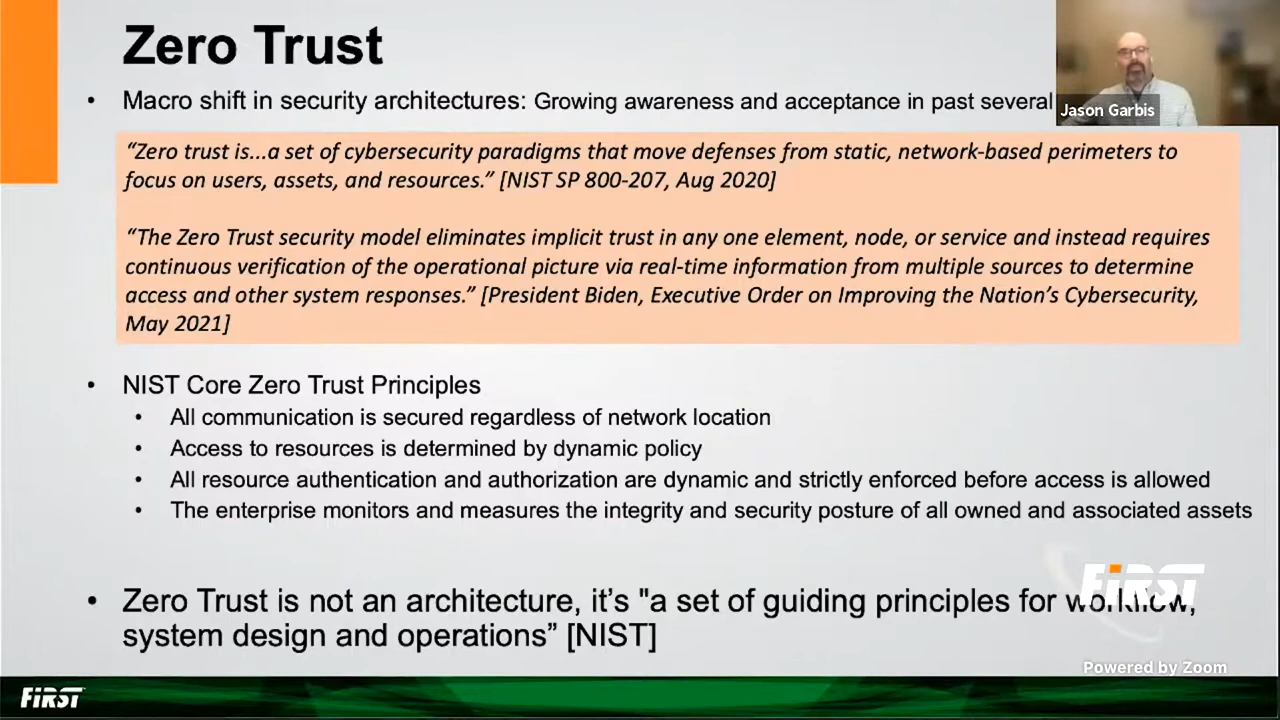 Zero Trust
• Macro shift in security architectures: Growing awareness and acceptance in past several
Jason Garbis
“Zero trust is...a set of cybersecurity paradigms that move defenses from static, network-based perimeters to
focus on users, assets, and resources.” [NIST SP 800-207, Aug 2020]
“The Zero Trust security model eliminates implicit trust in any one element, node, or service and instead requires
continuous verification of the operational picture via real-time information from multiple sources to determine
access and other system responses.” [President Biden, Executive Order on Improving the Nation’s Cybersecurity,
May 2021]
• NIST Core Zero Trust Principles
• All communication is secured regardless of network location
• Access to resources is determined by dynamic policy
• All resource authentication and authorization are dynamic and strictly enforced before access is allowed
• The enterprise monitors and measures the integrity and security posture of all owned and associated assets
FiRST
• Zero Trust is not an architecture, it’s "a set of guiding principles for workflow,
system design and operations” [NIST]
Powered by Zoom
FiRST